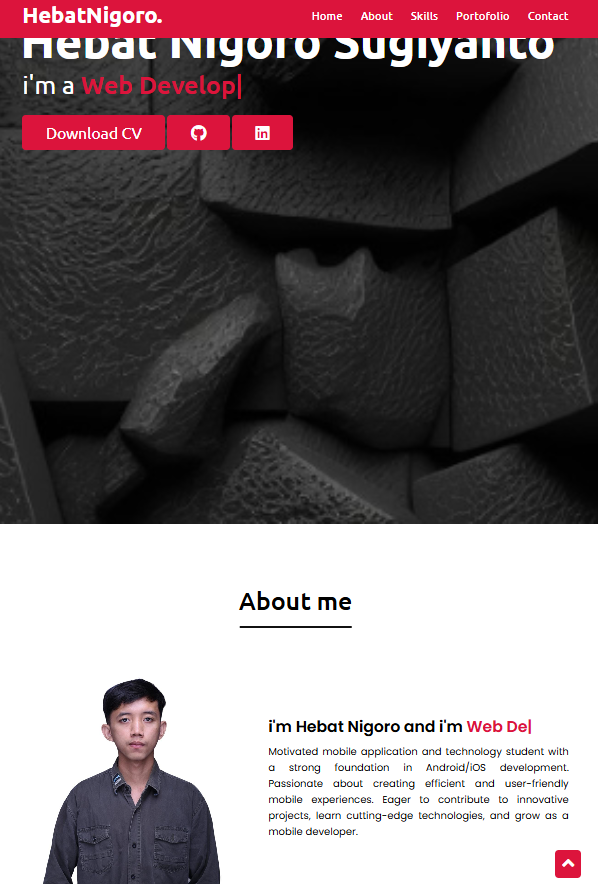 HebatNigoro.
Home About Skills Portofolio Contact
Hebat Nigoro Sugiyanto
i'm a Web Develop|
Download CV
About me
i'm Hebat Nigoro and i'm Web De|
Motivated mobile application and technology student with
a strong foundation in Android/iOS development.
Passionate about creating efficient and user-friendly
mobile experiences. Eager to contribute to innovative
projects, learn cutting-edge technologies, and grow as a
mobile developer.